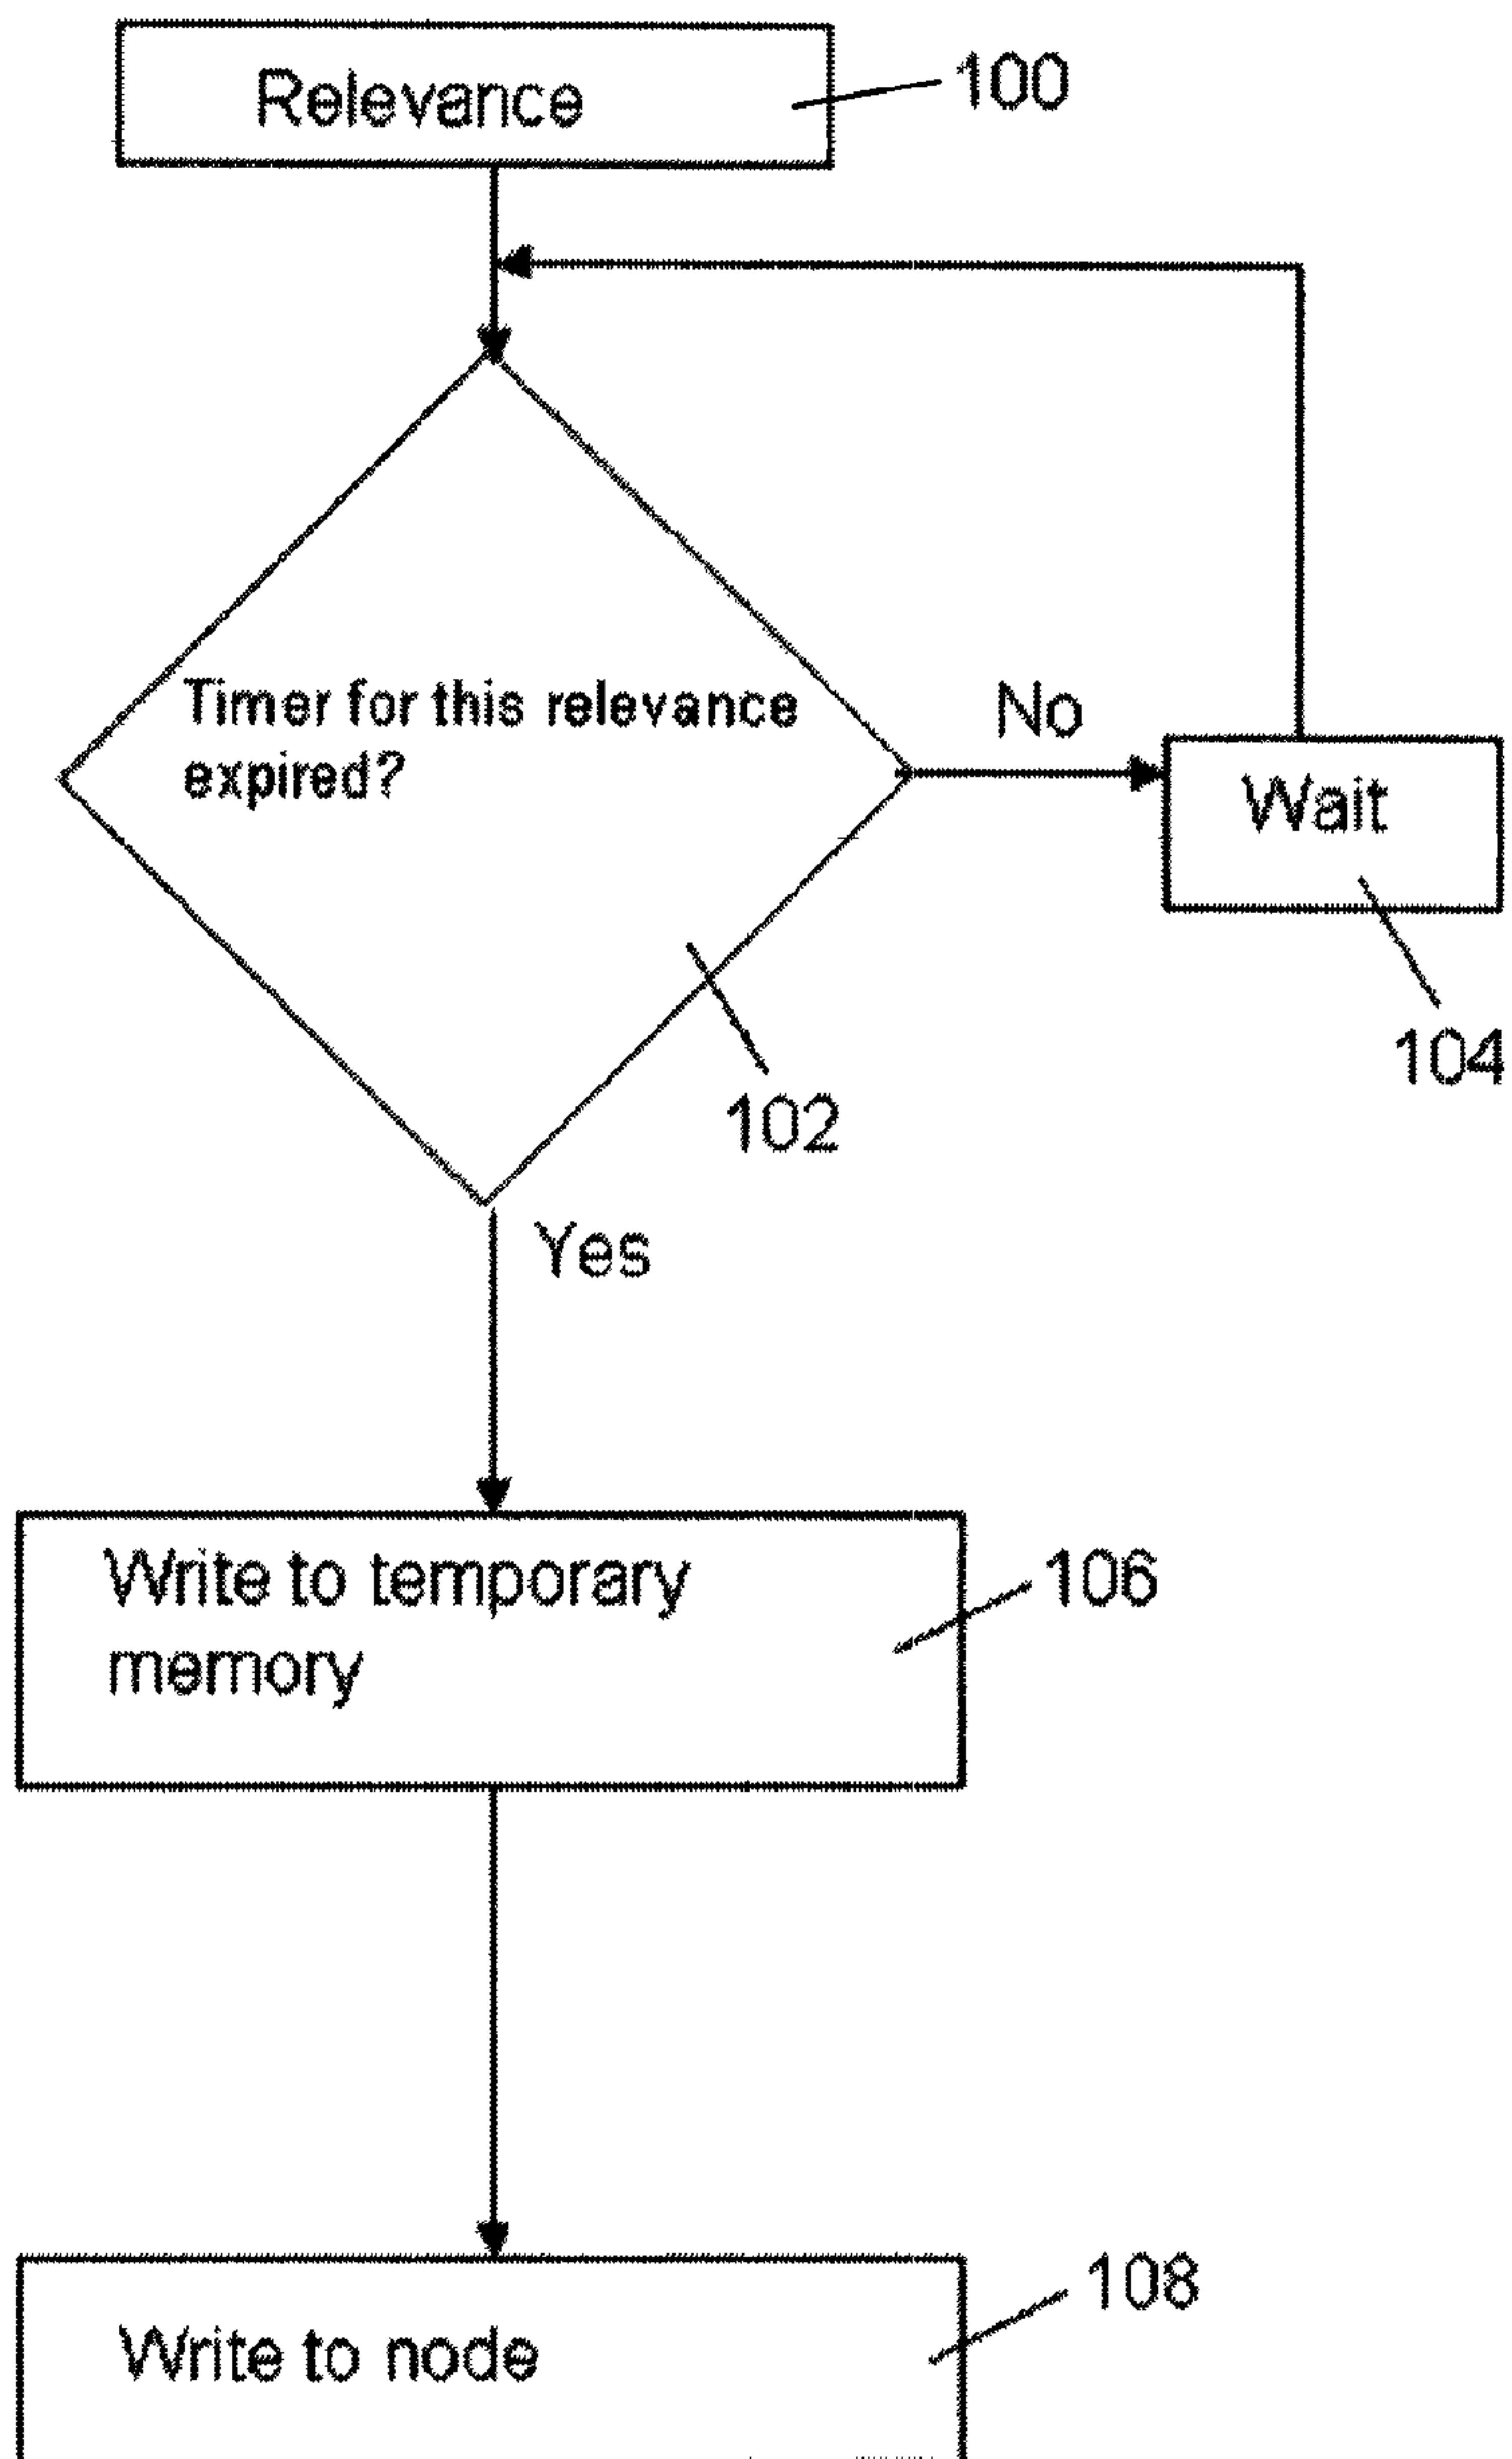 Relevance
100
Timer for this relevance
expired?
No
Wait
104
102
Yes
Write to temporary
memory
106
108
Write to node